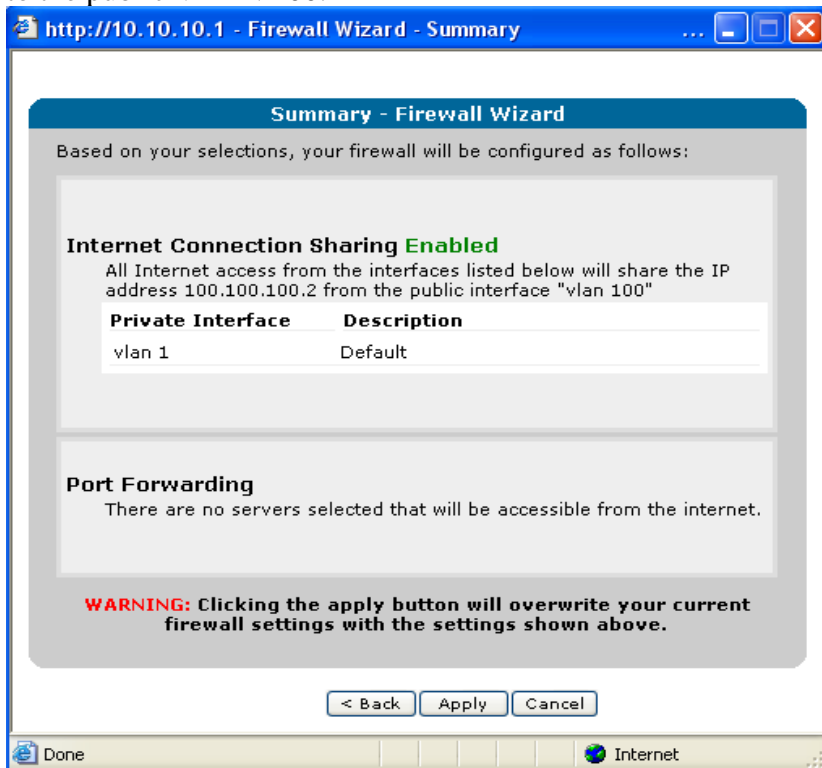 http://10.10.10.1 - Firewall Wizard - Summary ...
Summary - Firewall Wizard
Based on your selections, your firewall will be configured as follows:
Internet Connection Sharing Enabled
All Internet access from the interfaces listed below will share the IP
address 100.100.100.2 from the public interface "vlan 100"
Private Interface Description
vlan 1 Default
Port Forwarding
There are no servers selected that will be accessible from the internet.
WARNING: Clicking the apply button will overwrite your current
firewall settings with the settings shown above.
< Back Apply Cancel
Done Internet